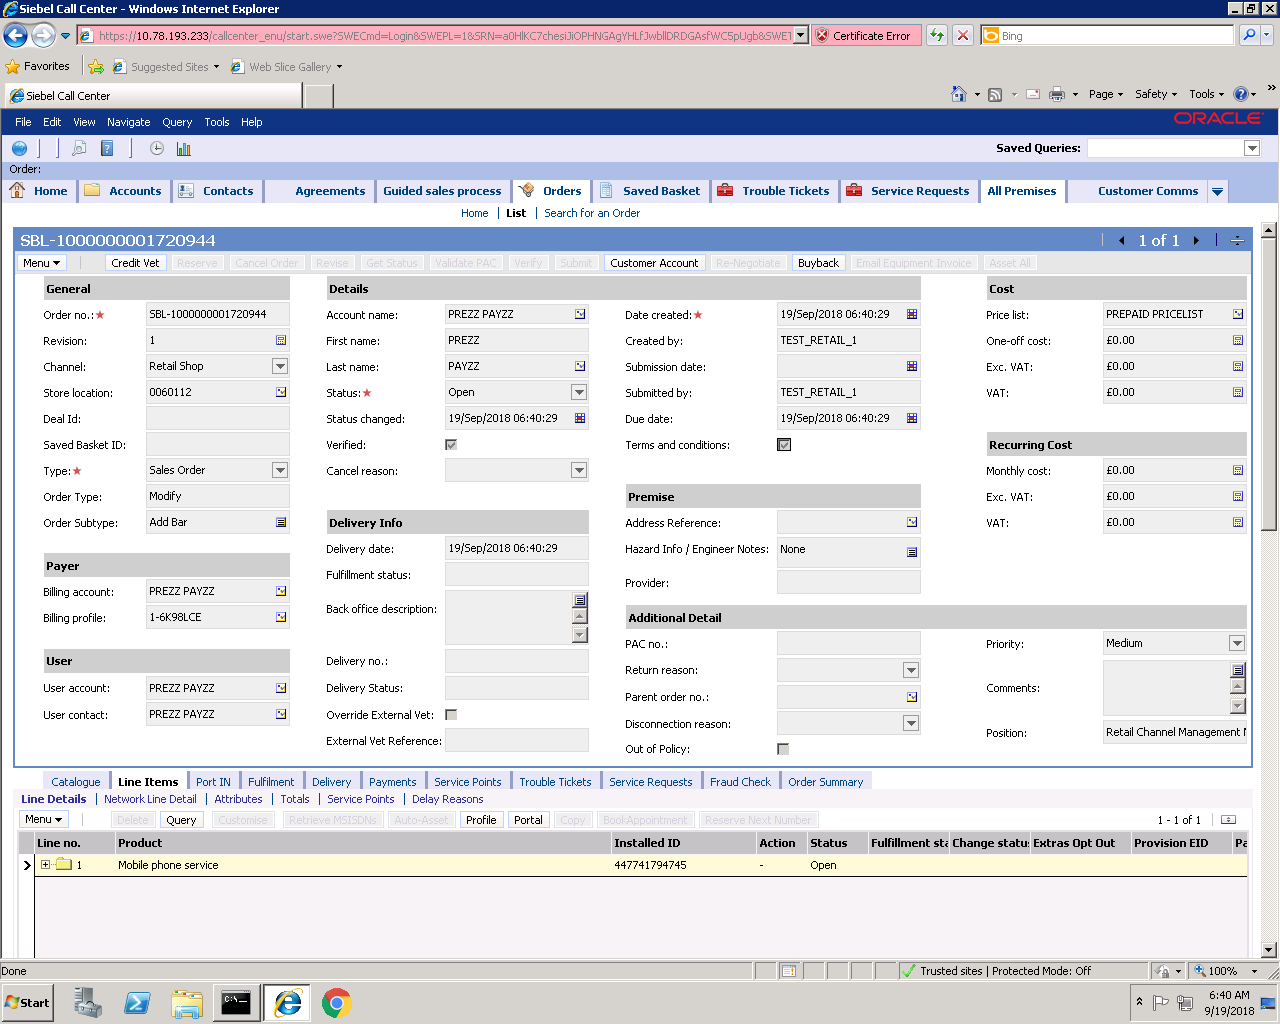 Siebel Call Center - Windows Internet Explorer
https://10.78.193.233/callcenter_enu/start.swe?SWECmd=Login&SWEPL=1&SRN= Certificate Error Bing
Favorites Suggested Sites Web Slice Gallery
Siebel Call Center Page Safety Tools
File Edit View Navigate Query Tools Help ORACLE
Saved Queries:
Order:
Home Accounts Contacts Agreements Guided sales process Orders Saved Basket Trouble Tickets Service Requests All Premises Customer Comms
Home List Search for an Order
SBL-1000000001720944 1 of 1
Menu Credit Vet Reserve Cancel Order Revise Get Status Validate PAC Verify Submit Customer Account Re-Negotiate Buyback Email Equipment Invoice Asset All
General Details Cost
Order no.:★ SBL-1000000001720944 Account name: PREZZ PAYZZ Date created:★ 19/Sep/2018 06:40:29 Price list: PREPAID PRICELIST
Revision: 1 First name: PREZZ Created by: TEST_RETAIL_1 One-off cost: £0.00
Channel: Retail Shop Last name: PAYZZ Submission date: Exc. VAT: £0.00
Store location: 0060112 Status:★ Open Submitted by: TEST_RETAIL_1 VAT: £0.00
Deal Id: Status changed: 19/Sep/2018 06:40:29 Due date: 19/Sep/2018 06:40:29
Saved Basket ID: Verified: Terms and conditions: Recurring Cost
Type:★ Sales Order Cancel reason: Monthly cost: £0.00
Order Type: Modify Premise Exc. VAT: £0.00
Order Subtype: Add Bar Delivery Info Address Reference: VAT: £0.00
Delivery date: 19/Sep/2018 06:40:29 Hazard Info / Engineer Notes: None
Payer Fulfillment status: Provider:
Billing account: PREZZ PAYZZ Back office description:
Billing profile: 1-6K98LCE Additional Detail
PAC no.: Priority: Medium
User Delivery no.: Return reason:
User account: PREZZ PAYZZ Delivery Status: Parent order no.: Comments:
User contact: PREZZ PAYZZ Override External Vet: Disconnection reason:
External Vet Reference: Out of Policy: Position: Retail Channel Management
Catalogue Line Items Port IN Fulfilment Delivery Payments Service Points Trouble Tickets Service Requests Fraud Check Order Summary
Line Details Network Line Detail Attributes Totals Service Points Delay Reasons
Menu Delete Query Customise Retrieve MSISDNs Auto-Asset Profile Portal Copy BookAppointment Reserve Next Number 1 - 1 of 1
Line no. Product Installed ID Action Status Fulfillment sta Change status Extras Opt Out Provision EID Pa
1 Mobile phone service 447741794745 - Open
Done Trusted sites | Protected Mode: Off 100%
Start 6:40 AM
9/19/2018